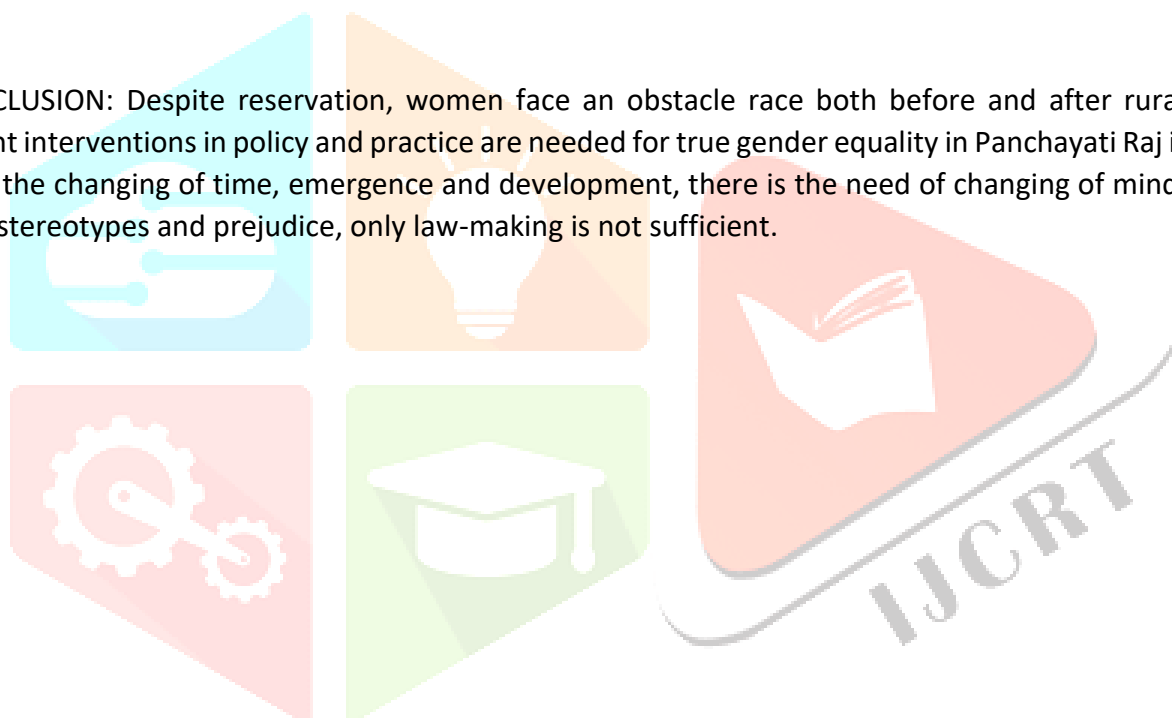 CLUSION: Despite reservation, women face an obstacle race both before and after rura
nt interventions in policy and practice are needed for true gender equality in Panchayati Raj i
the changing of time, emergence and development, there is the need of changing of mind
stereotypes and prejudice, only law-making is not sufficient.
IJCRT